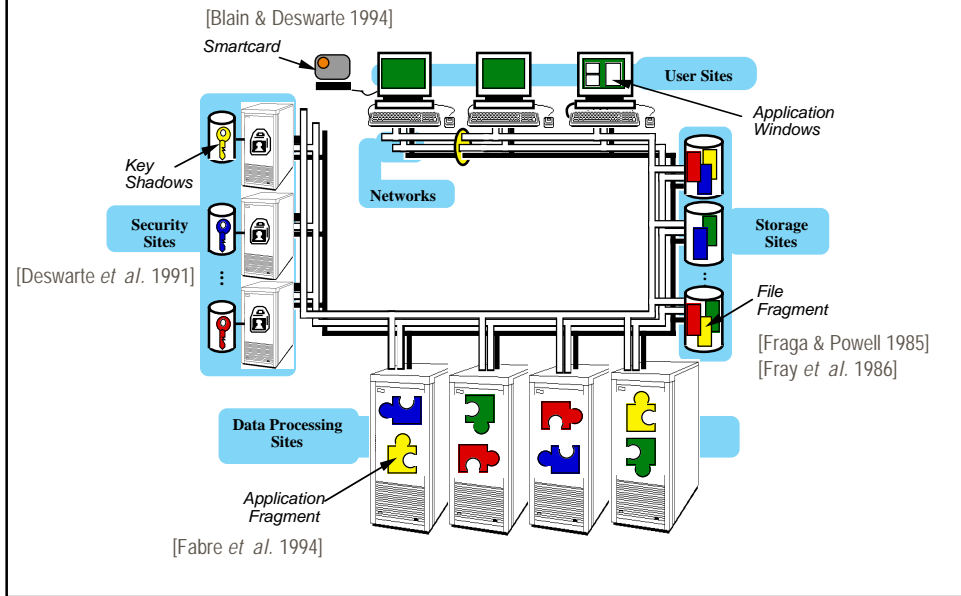 [Blain & Deswarte 1994]
Smartcard
User Sites
Application
Windows
Key
Shadows
Networks
Security
Sites
Storage
Sites
[Deswarte et al. 1991]
File
Fragment
[Fraga & Powell 1985]
[Fray et al. 1986]
Data Processing
Sites
Application
Fragment
[Fabre et al. 1994]